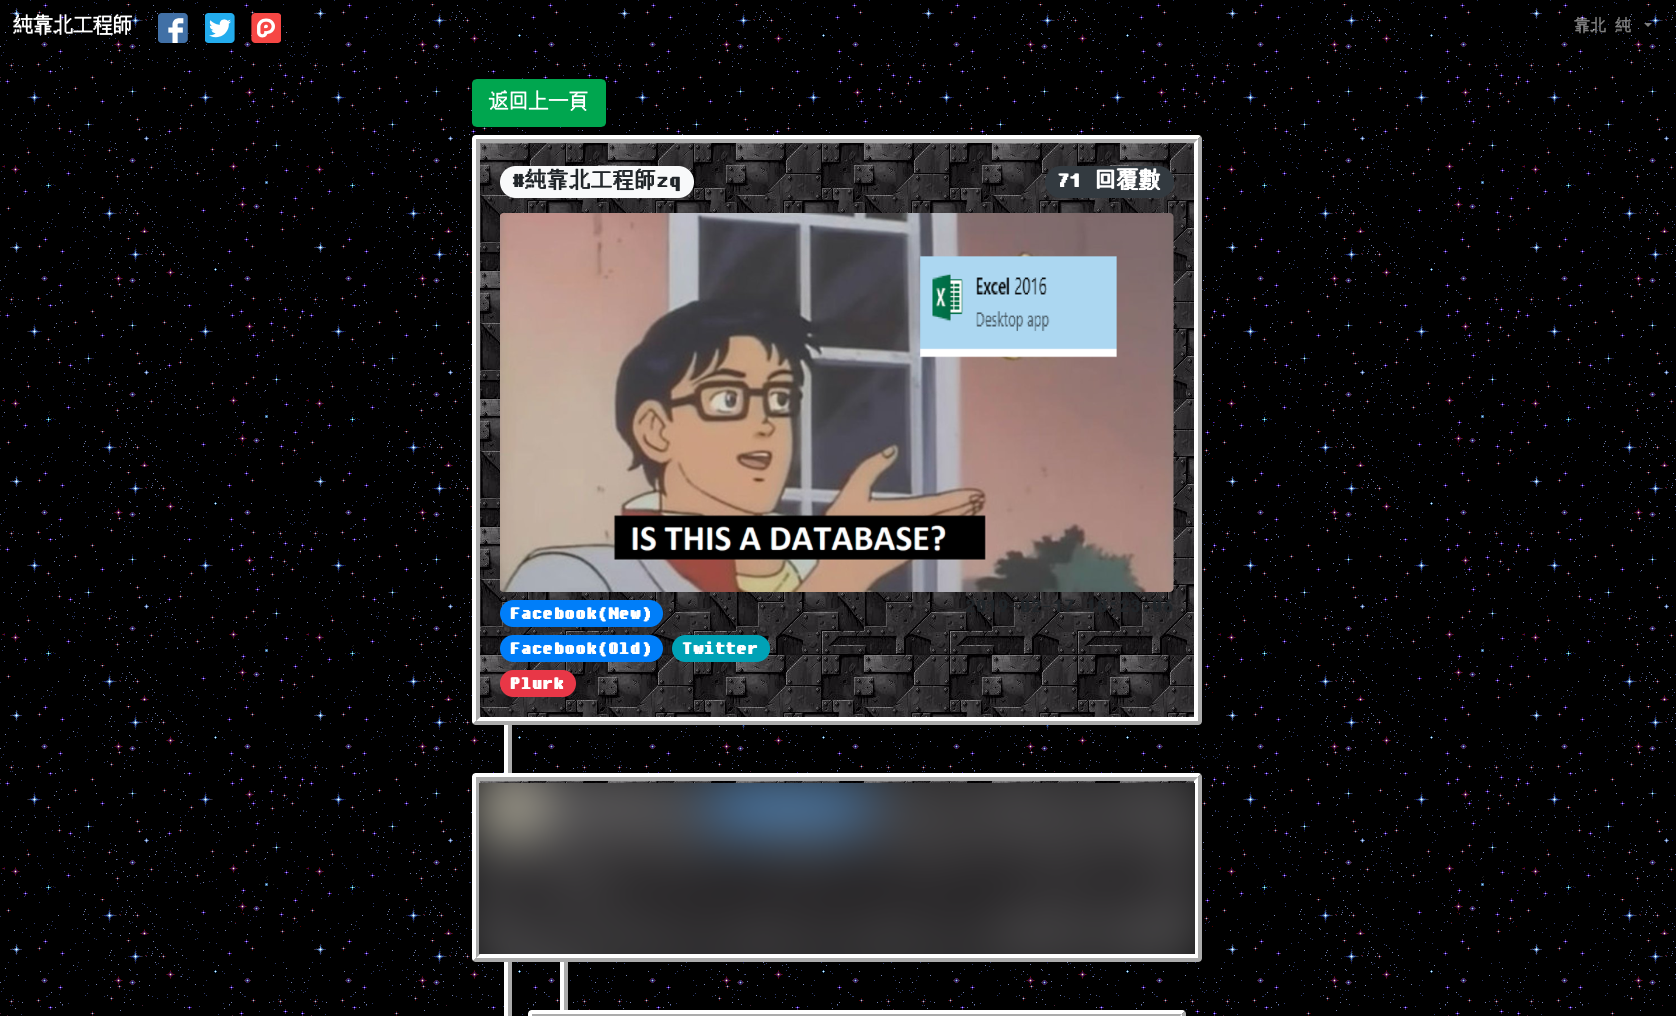 純靠北工程師
靠北 純
返回上一頁
#純靠北工程師zq
71 回覆數
Excel 2016
Desktop app
IS THIS A DATABASE?
Facebook(New)
Facebook(Old) Twitter
Plurk